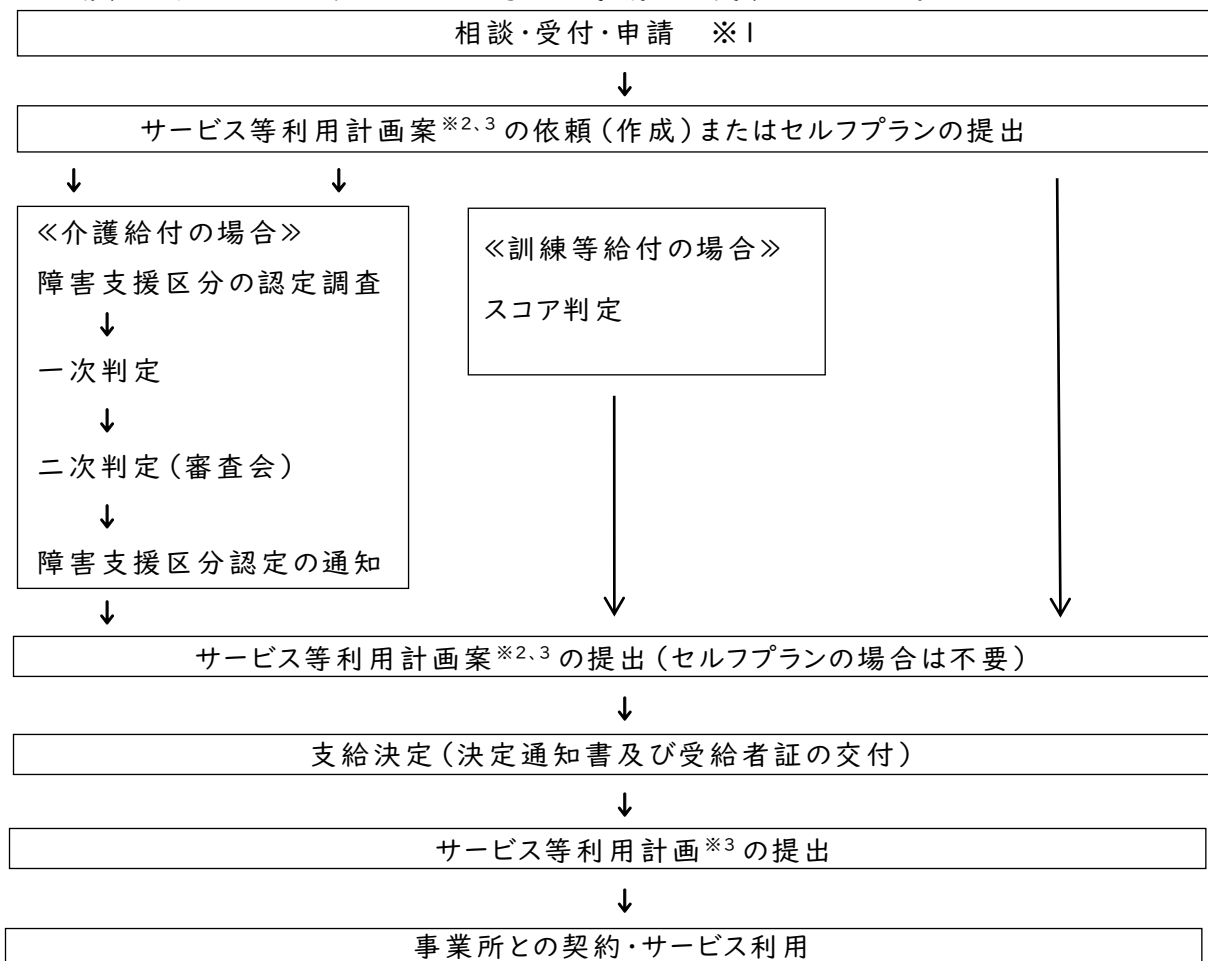 相談・受付・申請　※1
↓
サービス等利用計画案※2、3の依頼（作成）またはセルフプランの提出
↓　↓
≪介護給付の場合≫
障害支援区分の認定調査
↓
一次判定
↓
二次判定（審査会）
↓
障害支援区分認定の通知
↓
≪訓練等給付の場合≫
スコア判定
↓
↓
サービス等利用計画案※2、3の提出（セルフプランの場合は不要）
↓
支給決定（決定通知書及び受給者証の交付）
↓
サービス等利用計画※3の提出
↓
事業所との契約・サービス利用